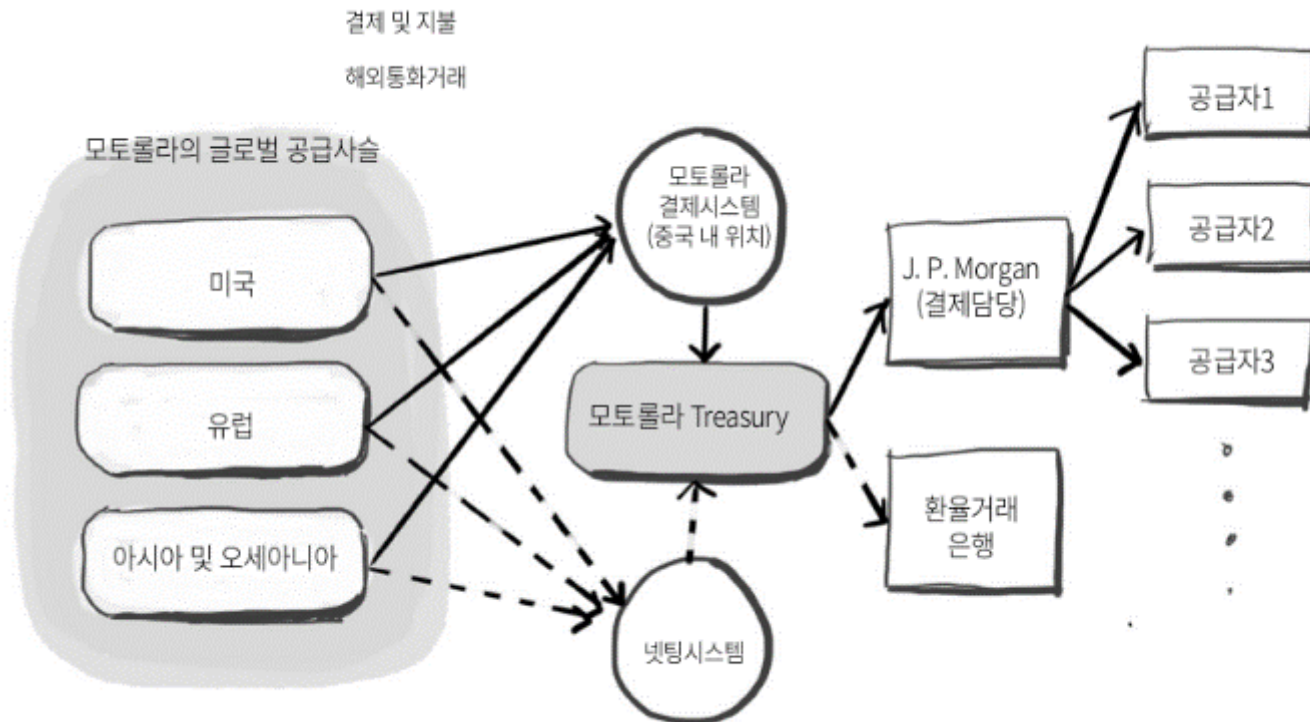 결제 및 지불
해외통화거래
모토롤라의 글로벌 공급사슬
미국
유럽
아시아 및 오세아니아
모토롤라
결제시스템
(중국 내 위치)
모토롤라 Treasury
넷팅시스템
J. P. Morgan
(결제담당)
환율거래
은행
공급자1
공급자2
공급자3